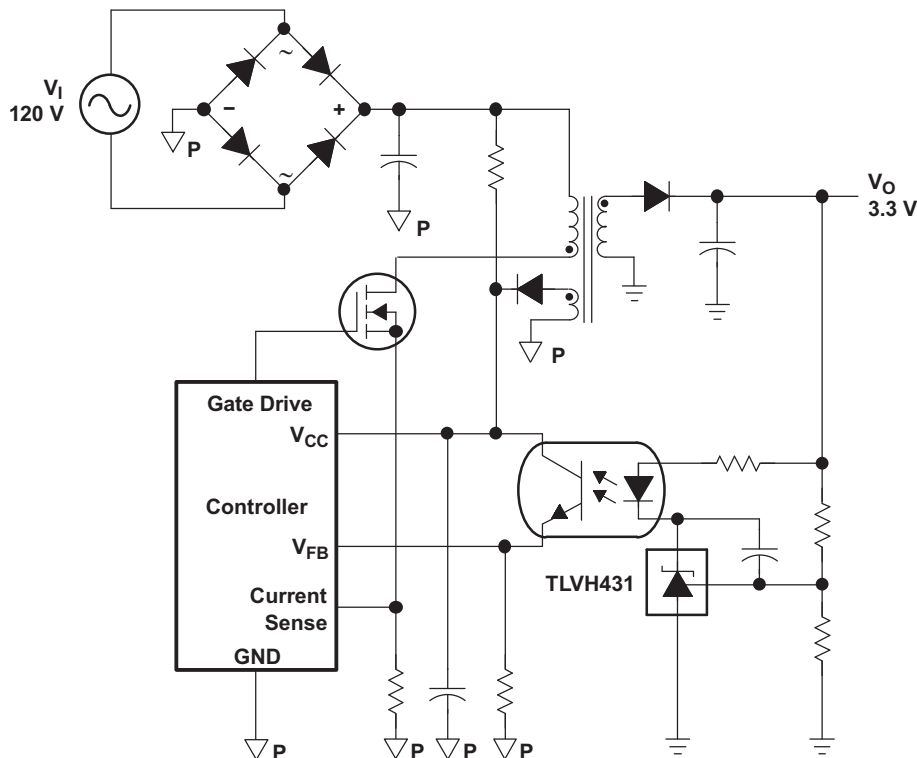 ~
V_I
120 V
−
+
P
~
P
V_O
3.3 V
P
Gate Drive
V_CC
Controller
V_FB
TLVH431
Current
Sense
GND
P
P
P
P